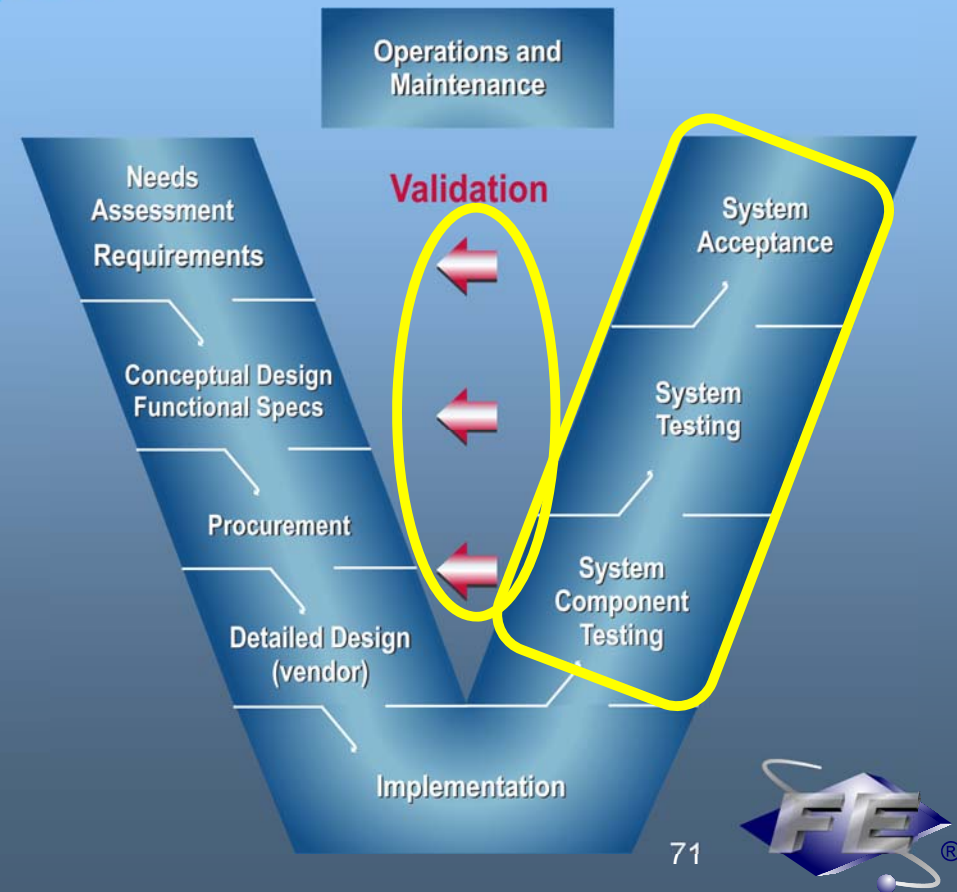 Operations and
Maintenance
Needs
Assessment
Requirements
Validation
System
Acceptance
Conceptual Design
Functional Specs
System
Testing
Procurement
System
Component
Testing
Detailed Design
(vendor)
Implementation
71
FE
®